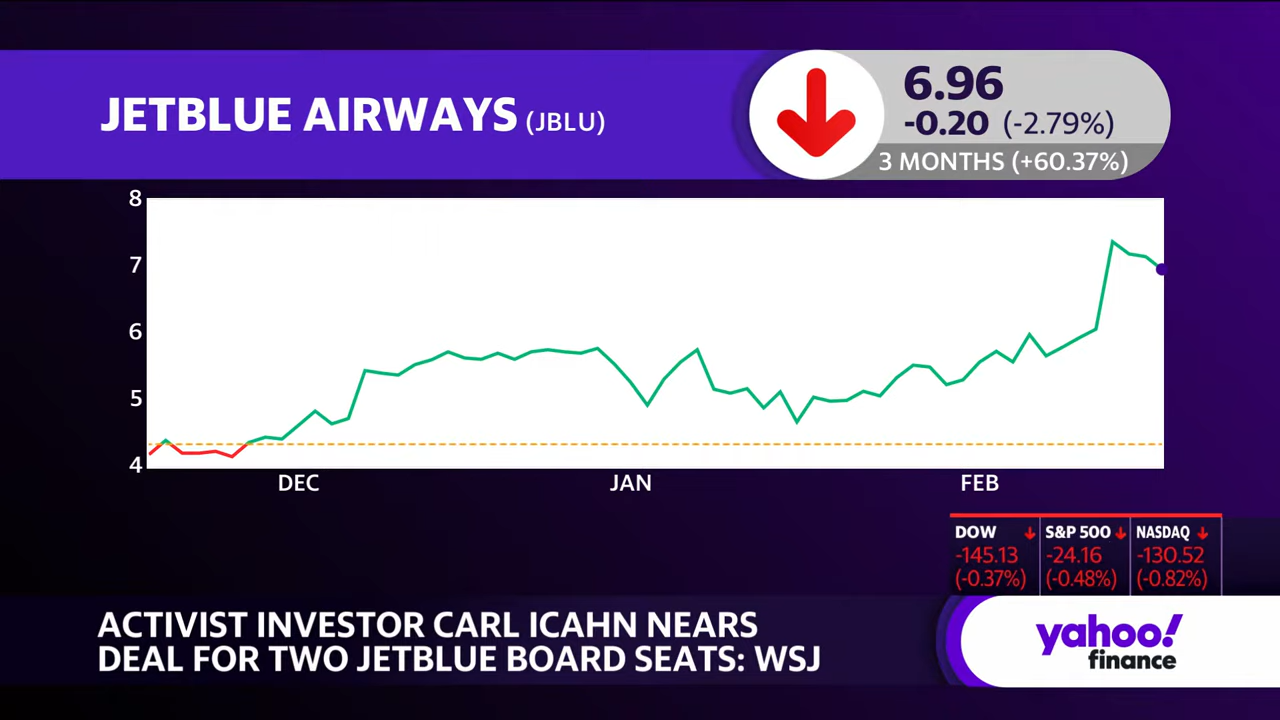 JETBLUE AIRWAYS (JBLU)
6.96
-0.20 (-2.79%)
3 MONTHS (+60.37%)
8
7
6
5
4
DEC JAN FEB
DOW S&P 500 NASDAQ
-145.13 -24.16 -130.52
(-0.37%) (-0.48%) (-0.82%)
ACTIVIST INVESTOR CARL ICAHN NEARS
DEAL FOR TWO JETBLUE BOARD SEATS: WSJ
yahoo!
finance